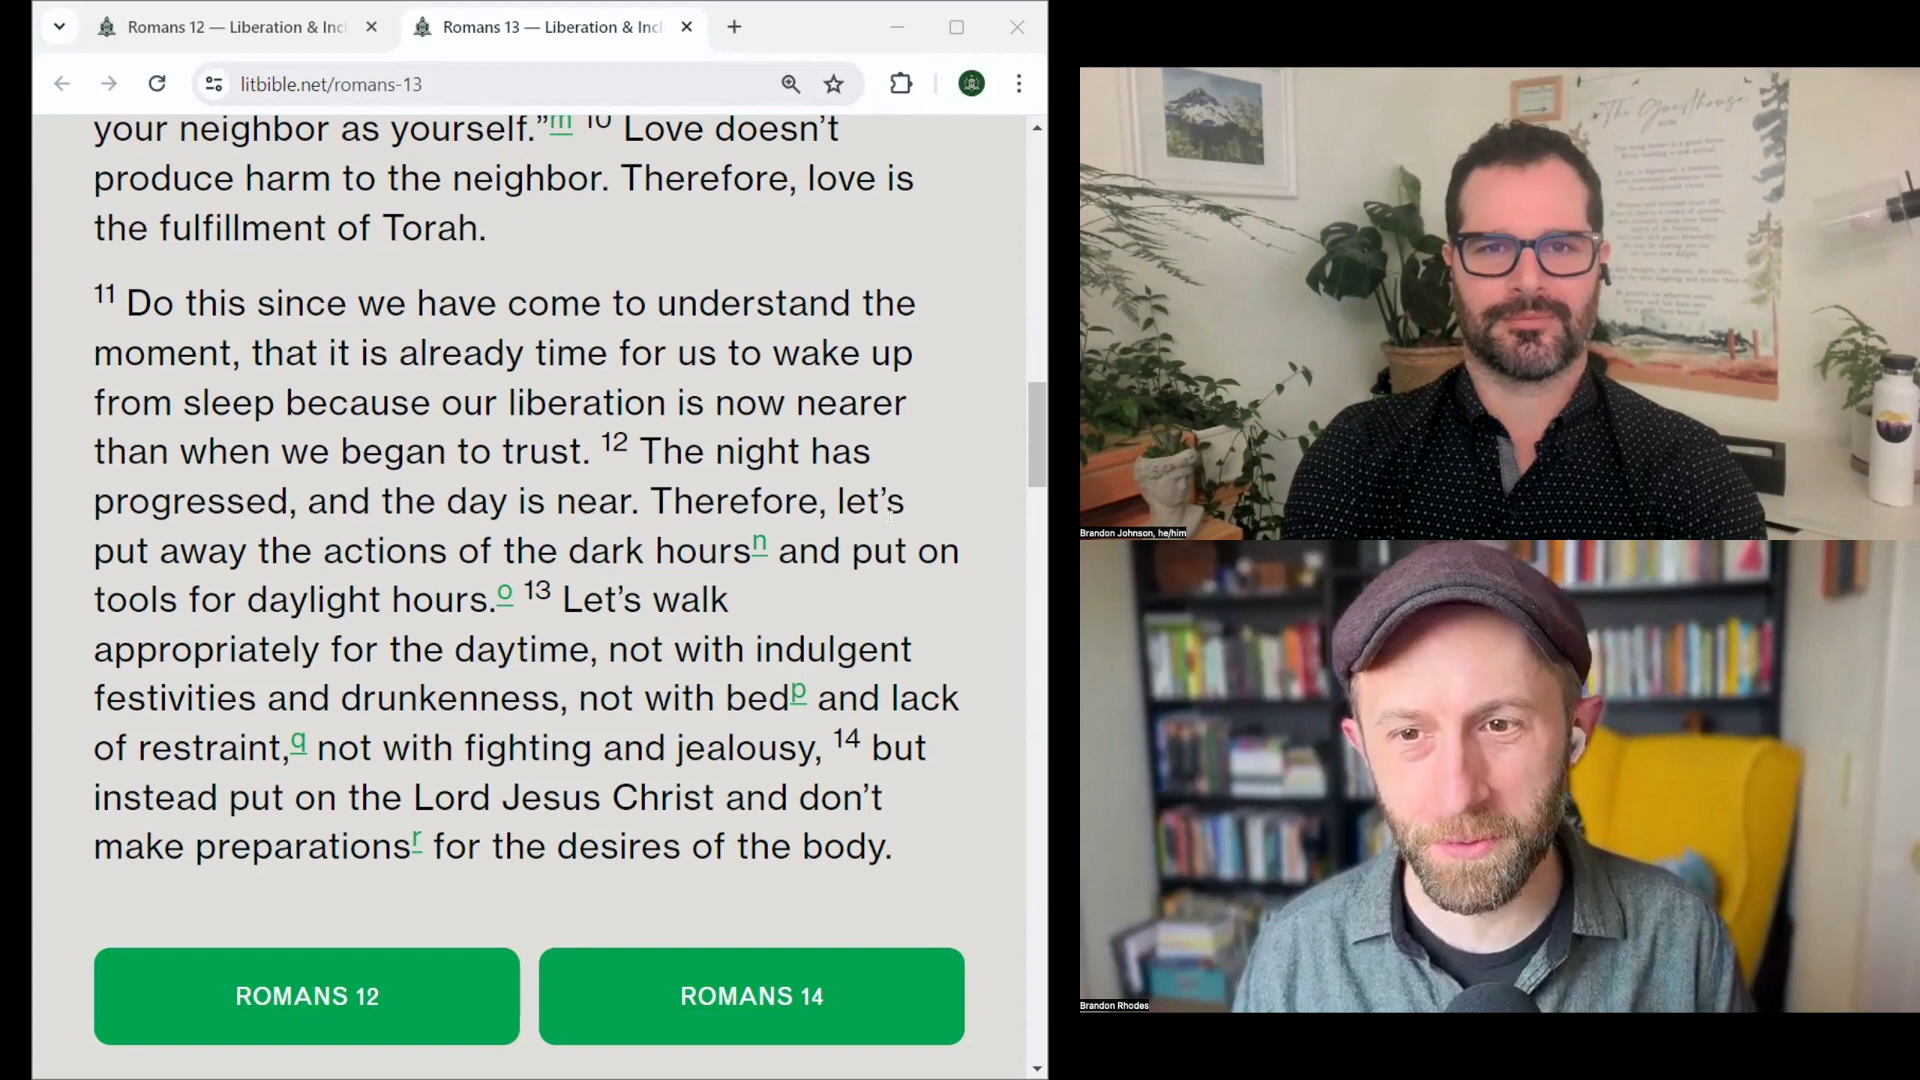 Romans 12 — Liberation & Incl
Romans 13 — Liberation & Incl
litbible.net/romans-13
your neighbor as yourself.”m 10 Love doesn’t
produce harm to the neighbor. Therefore, love is
the fulfillment of Torah.
11 Do this since we have come to understand the
moment, that it is already time for us to wake up
from sleep because our liberation is now nearer
than when we began to trust. 12 The night has
progressed, and the day is near. Therefore, let’s
put away the actions of the dark hoursn and put on
tools for daylight hours.o 13 Let’s walk
appropriately for the daytime, not with indulgent
festivities and drunkenness, not with bedp and lack
of restraint,q not with fighting and jealousy, 14 but
instead put on the Lord Jesus Christ and don’t
make preparationsr for the desires of the body.
ROMANS 12
ROMANS 14
The Guesthouse
Brandon Johnson, he/him
Brandon Rhodes